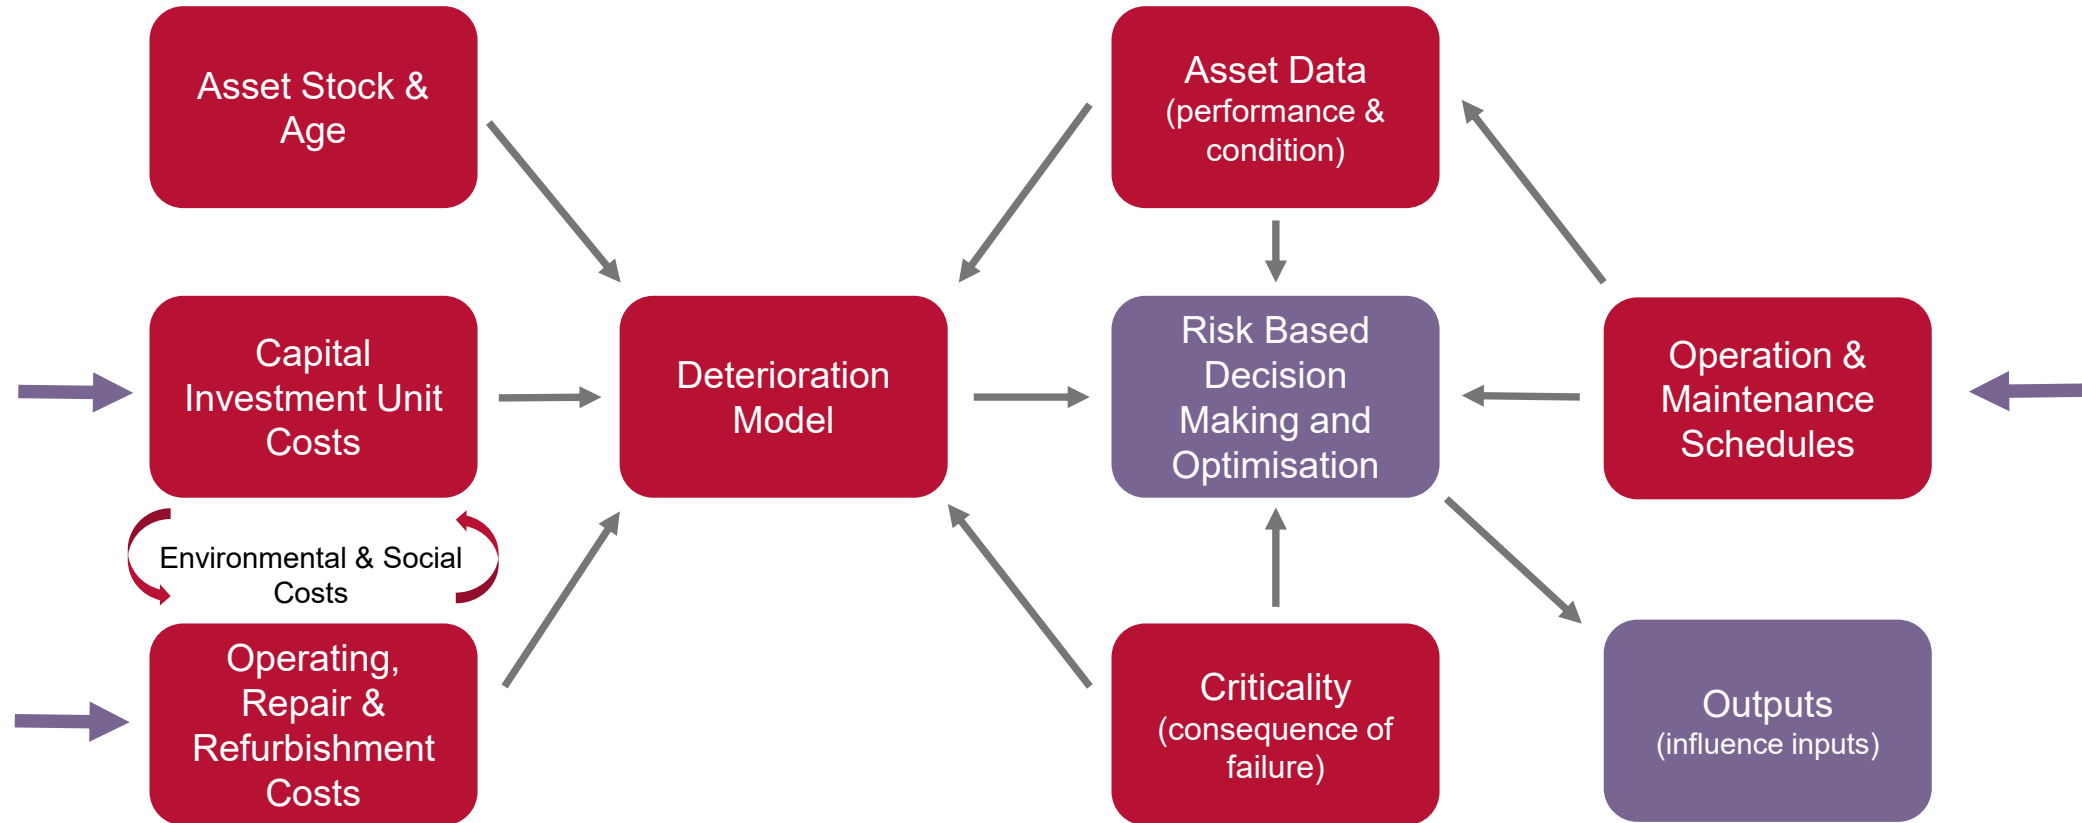 Asset Stock &
Age
Asset Data
(performance &
condition)
Capital
Investment Unit
Costs
Deterioration
Model
Risk Based
Decision
Making and
Optimisation
Operation &
Maintenance
Schedules
Environmental & Social
Costs
Operating,
Repair &
Refurbishment
Costs
Criticality
(consequence of
failure)
Outputs
(influence inputs)